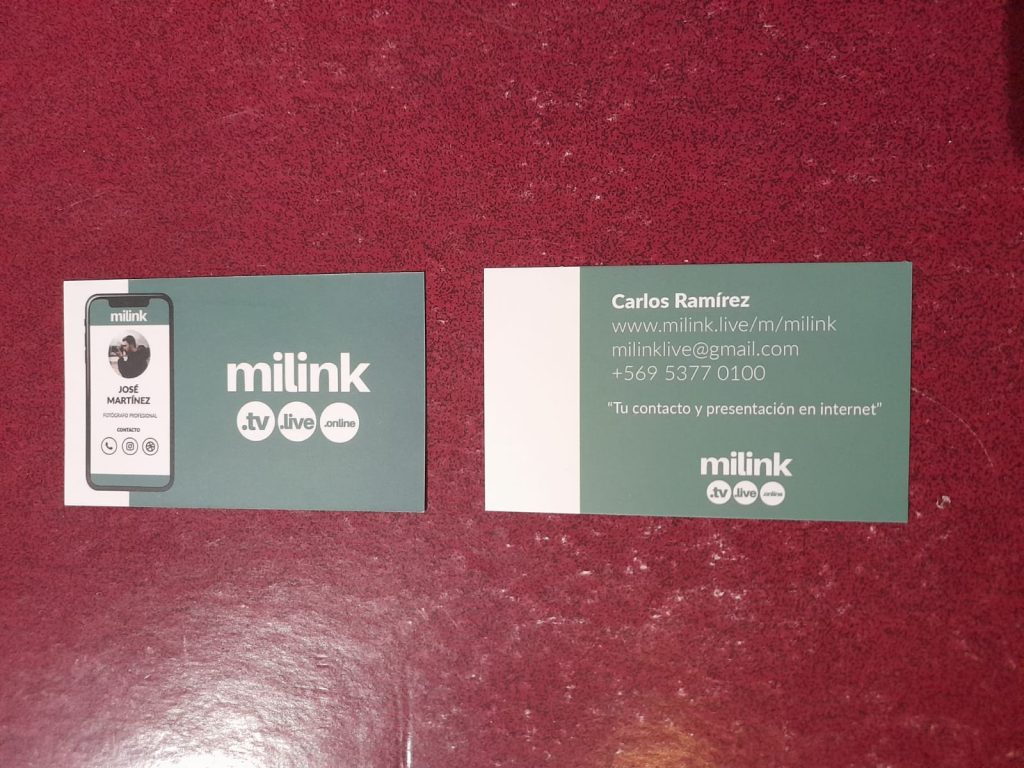 milink
JOSÉ
MARTÍNEZ
FOTÓGRAFO PROFESIONAL
CONTACTO
milink
.tv .live .online
Carlos Ramírez
www.milink.live/m/milink
milinklive@gmail.com
+569 5377 0100
“Tu contacto y presentación en internet”
milink
.tv .live .online